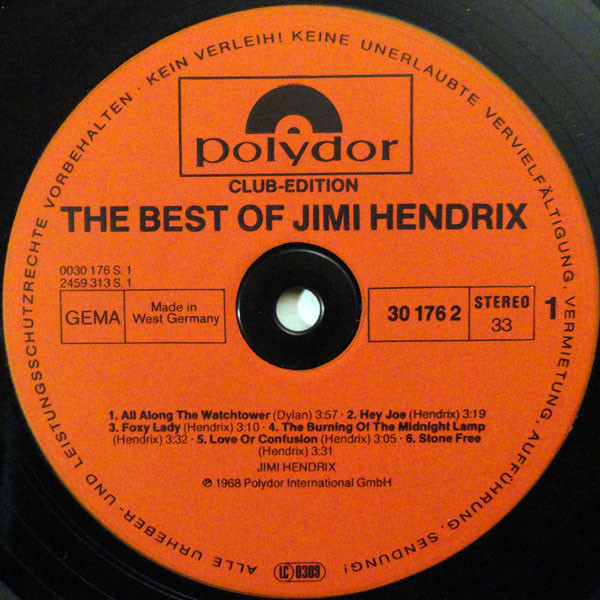 ALLE URHEBER- UND LEISTUNGSSCHUTZRECHTE VORBEHALTEN · KEIN VERLEIH! KEINE UNERLAUBTE VERVIELFÄLTIGUNG, VERMIETUNG, AUFFÜHRUNG, SENDUNG!
polydor
CLUB-EDITION
THE BEST OF JIMI HENDRIX
0030 176 S. 1
2459 313 S. 1
GEMA
Made in
West Germany
30 176 2
STEREO
33
1
1. All Along The Watchtower (Dylan) 3:57 · 2. Hey Joe (Hendrix) 3:19
3. Foxy Lady (Hendrix) 3:10 · 4. The Burning Of The Midnight Lamp
(Hendrix) 3:32 · 5. Love Or Confusion (Hendrix) 3:05 · 6. Stone Free
(Hendrix) 3:31
JIMI HENDRIX
℗ 1968 Polydor International GmbH
LC 0309